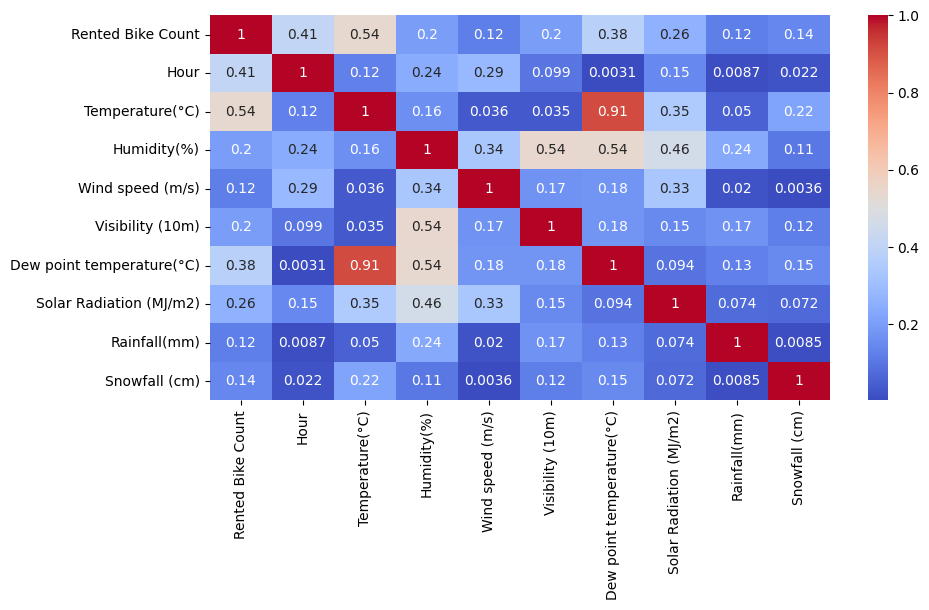 Rented Bike Count 1 0.41 0.54 0.2 0.12 0.2 0.38 0.26 0.12 0.14
Hour 0.41 1 0.12 0.24 0.29 0.099 0.0031 0.15 0.0087 0.022
Temperature(°C) 0.54 0.12 1 0.16 0.036 0.035 0.91 0.35 0.05 0.22
Humidity(%) 0.2 0.24 0.16 1 0.34 0.54 0.54 0.46 0.24 0.11
Wind speed (m/s) 0.12 0.29 0.036 0.34 1 0.17 0.18 0.33 0.02 0.0036
Visibility (10m) 0.2 0.099 0.035 0.54 0.17 1 0.18 0.15 0.17 0.12
Dew point temperature(°C) 0.38 0.0031 0.91 0.54 0.18 0.18 1 0.094 0.13 0.15
Solar Radiation (MJ/m2) 0.26 0.15 0.35 0.46 0.33 0.15 0.094 1 0.074 0.072
Rainfall(mm) 0.12 0.0087 0.05 0.24 0.02 0.17 0.13 0.074 1 0.0085
Snowfall (cm) 0.14 0.022 0.22 0.11 0.0036 0.12 0.15 0.072 0.0085 1
Rented Bike Count
Hour
Temperature(°C)
Humidity(%)
Wind speed (m/s)
Visibility (10m)
Dew point temperature(°C)
Solar Radiation (MJ/m2)
Rainfall(mm)
Snowfall (cm)
1.0
0.8
0.6
0.4
0.2